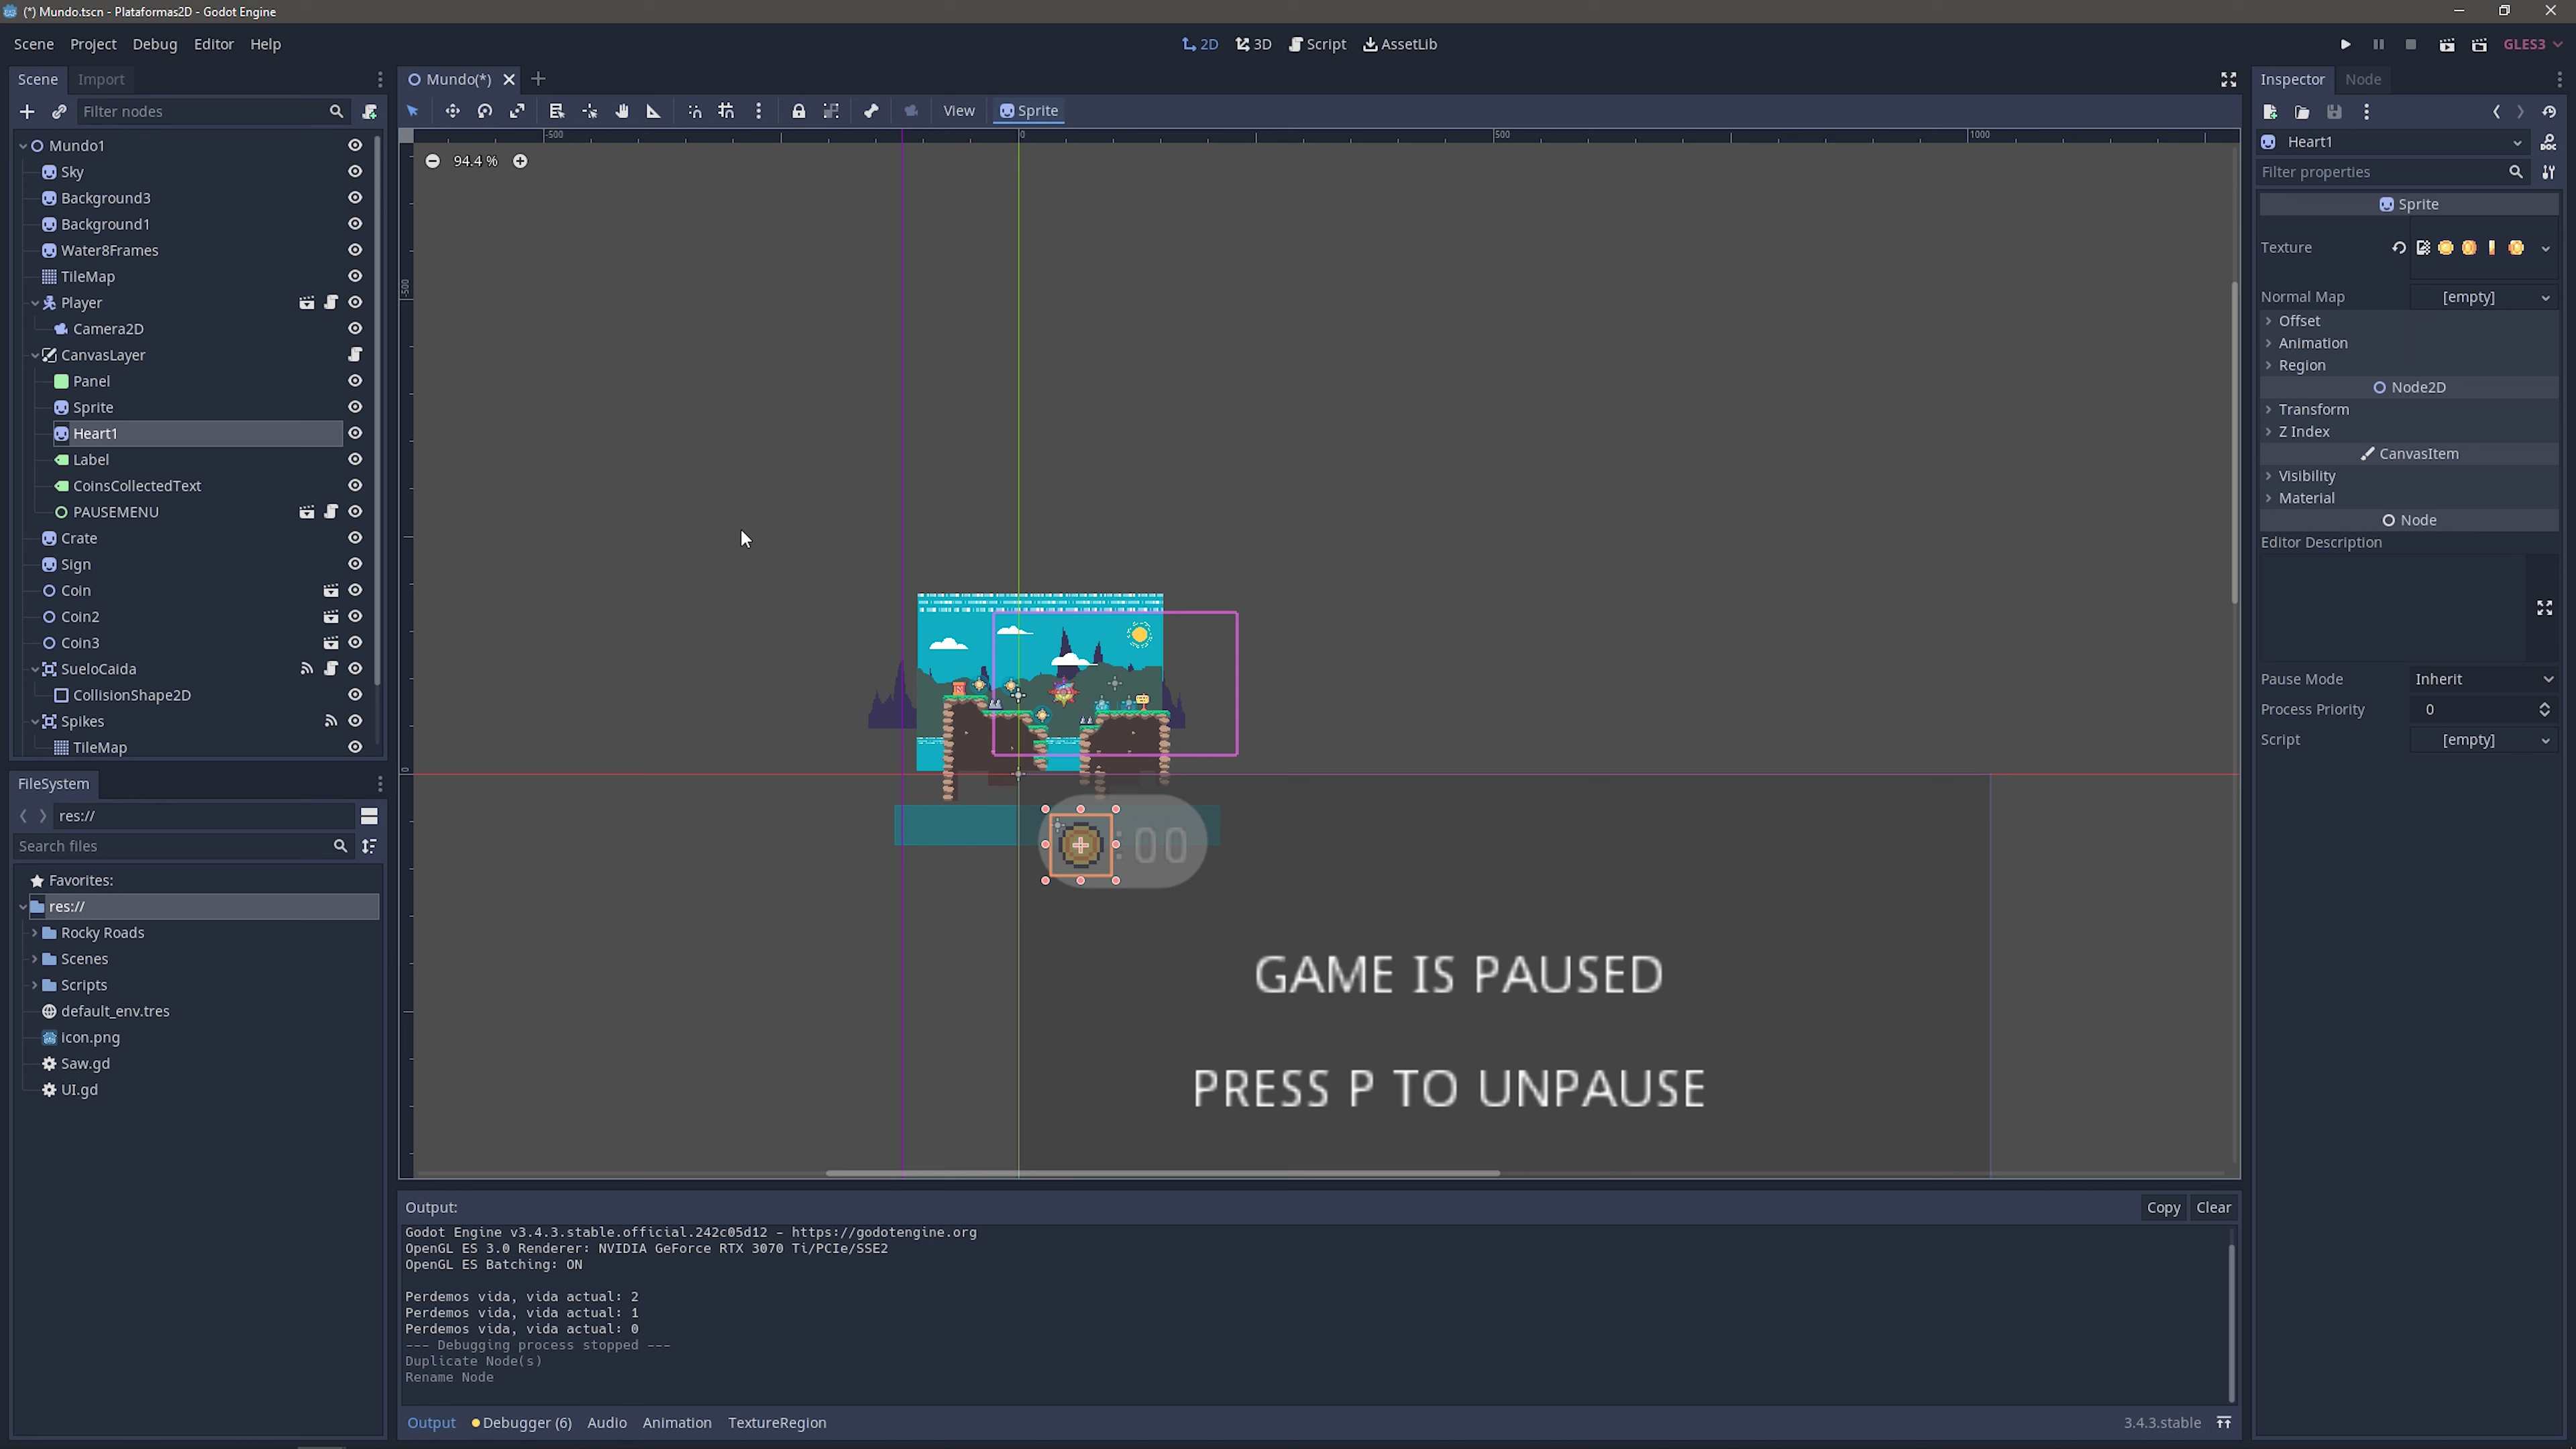 (*) Mundo.tscn - Plataformas2D - Godot Engine
Scene Project Debug Editor Help
2D 3D Script AssetLib
GLES3
Scene Import
Filter nodes
Mundo1
Sky
Background3
Background1
Water8Frames
TileMap
Player
Camera2D
CanvasLayer
Panel
Sprite
Heart1
Label
CoinsCollectedText
PAUSEMENU
Crate
Sign
Coin
Coin2
Coin3
SueloCaida
CollisionShape2D
Spikes
TileMap
FileSystem
res://
Search files
Favorites:
res://
Rocky Roads
Scenes
Scripts
default_env.tres
icon.png
Saw.gd
UI.gd
Mundo(*)
View Sprite
-500 0 500 1000
-500
0
94.4 %
:00
GAME IS PAUSED
PRESS P TO UNPAUSE
Output:
Copy Clear
Godot Engine v3.4.3.stable.official.242c05d12 - https://godotengine.org
OpenGL ES 3.0 Renderer: NVIDIA GeForce RTX 3070 Ti/PCIe/SSE2
OpenGL ES Batching: ON
Perdemos vida, vida actual: 2
Perdemos vida, vida actual: 1
Perdemos vida, vida actual: 0
--- Debugging process stopped ---
Duplicate Node(s)
Rename Node
Output Debugger (6) Audio Animation TextureRegion
3.4.3.stable
Inspector Node
Heart1
DOC
Filter properties
Sprite
Texture
Normal Map [empty]
Offset
Animation
Region
Node2D
Transform
Z Index
CanvasItem
Visibility
Material
Node
Editor Description
Pause Mode Inherit
Process Priority 0
Script [empty]